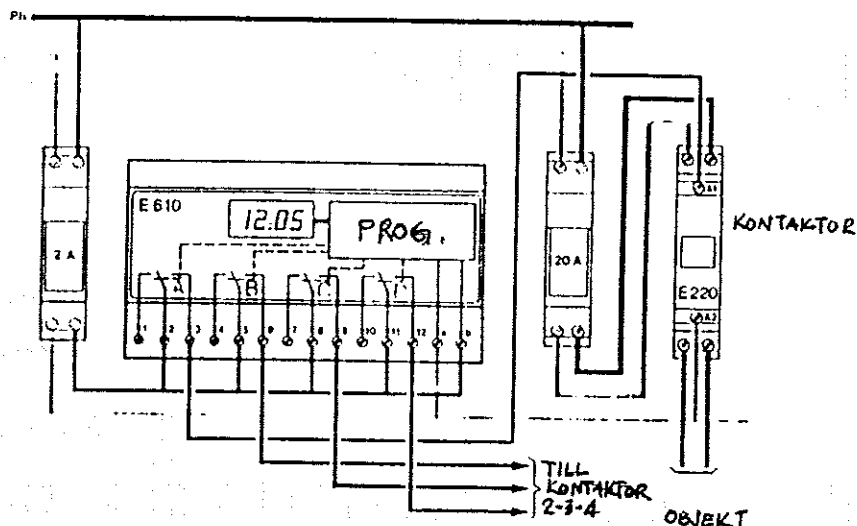 Ph
E 610
12.05
PROG.
2 A
A
B
1 2 3 4 5 6 7 8 9 10 11 12 a b
20 A
A1
KONTAKTOR
E 220
A2
TILL
KONTAKTOR
2-3-4
OBJEKT